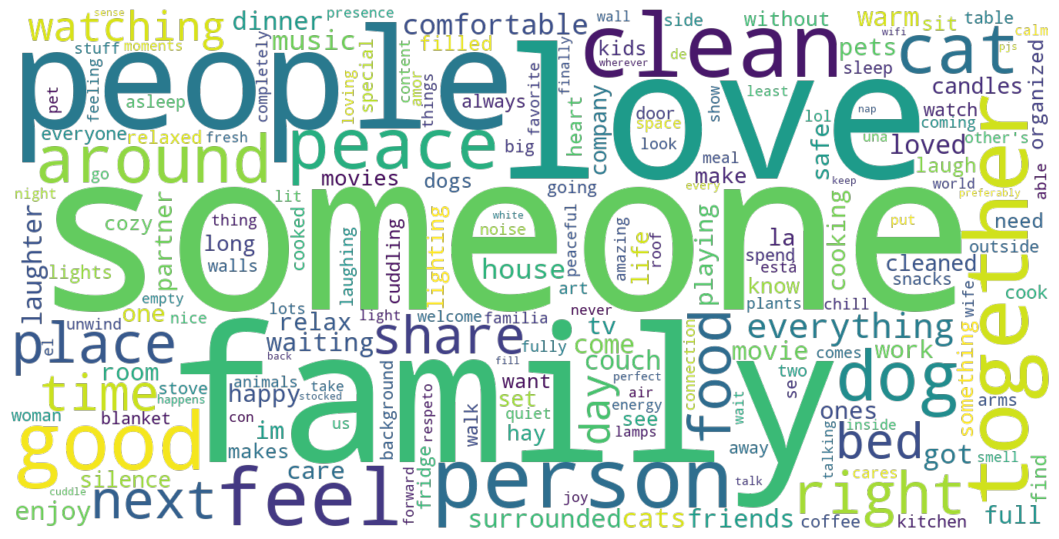 sense
watching
dinner
presence
comfortable
wall
side
without
warm
sit
table
calm
wifi
pjs
people
love
clean
cat
stuff
moments
music
filled
special
content
amor
loving
things
kids
wherever
finally
pets
sleep
candles
organized
pet
feeling
asleep
completely
always
big
favorite
heart
company
door
space
look
de
show
least
lol
safe
loved
watch
coming
other's
able
everyone
relaxed
fresh
around
peace
go
movies
dogs
going
meal
make
every
laugh
world
preferably
together
night
someone
cozy
thing
long
walls
lit
cooked
partner
laughter
lights
laughing
cuddling
lighting
white
noise
house
peaceful
art
amazing
roof
life
playing
la
spend
está
know
plants
una
nap
keep
cooking
put
need
outside
cleaned
snacks
chill
cook
empty
one
nice
lots
relax
light
welcome
familia
never
unwind
el
place
waiting
back
share
fully
fill
tv
come
couch
food
everything
wife
room
family
stove
happens
animals
take
stocked
want
set
perfect
air
energy
lamps
quiet
hay
day
see
connection
movie
comes
work
two
se
dog
something
arms
ones
time
woman
blanket
happy
con
us
im
makes
background
walk
wait
away
inside
bed
got
smell
good
silence
care
fridge
respeto
person
joy
talk
talking
cares
right
find
enjoy
cuddle
next
feel
forward
surrounded
cats
friends
coffee
kitchen
full